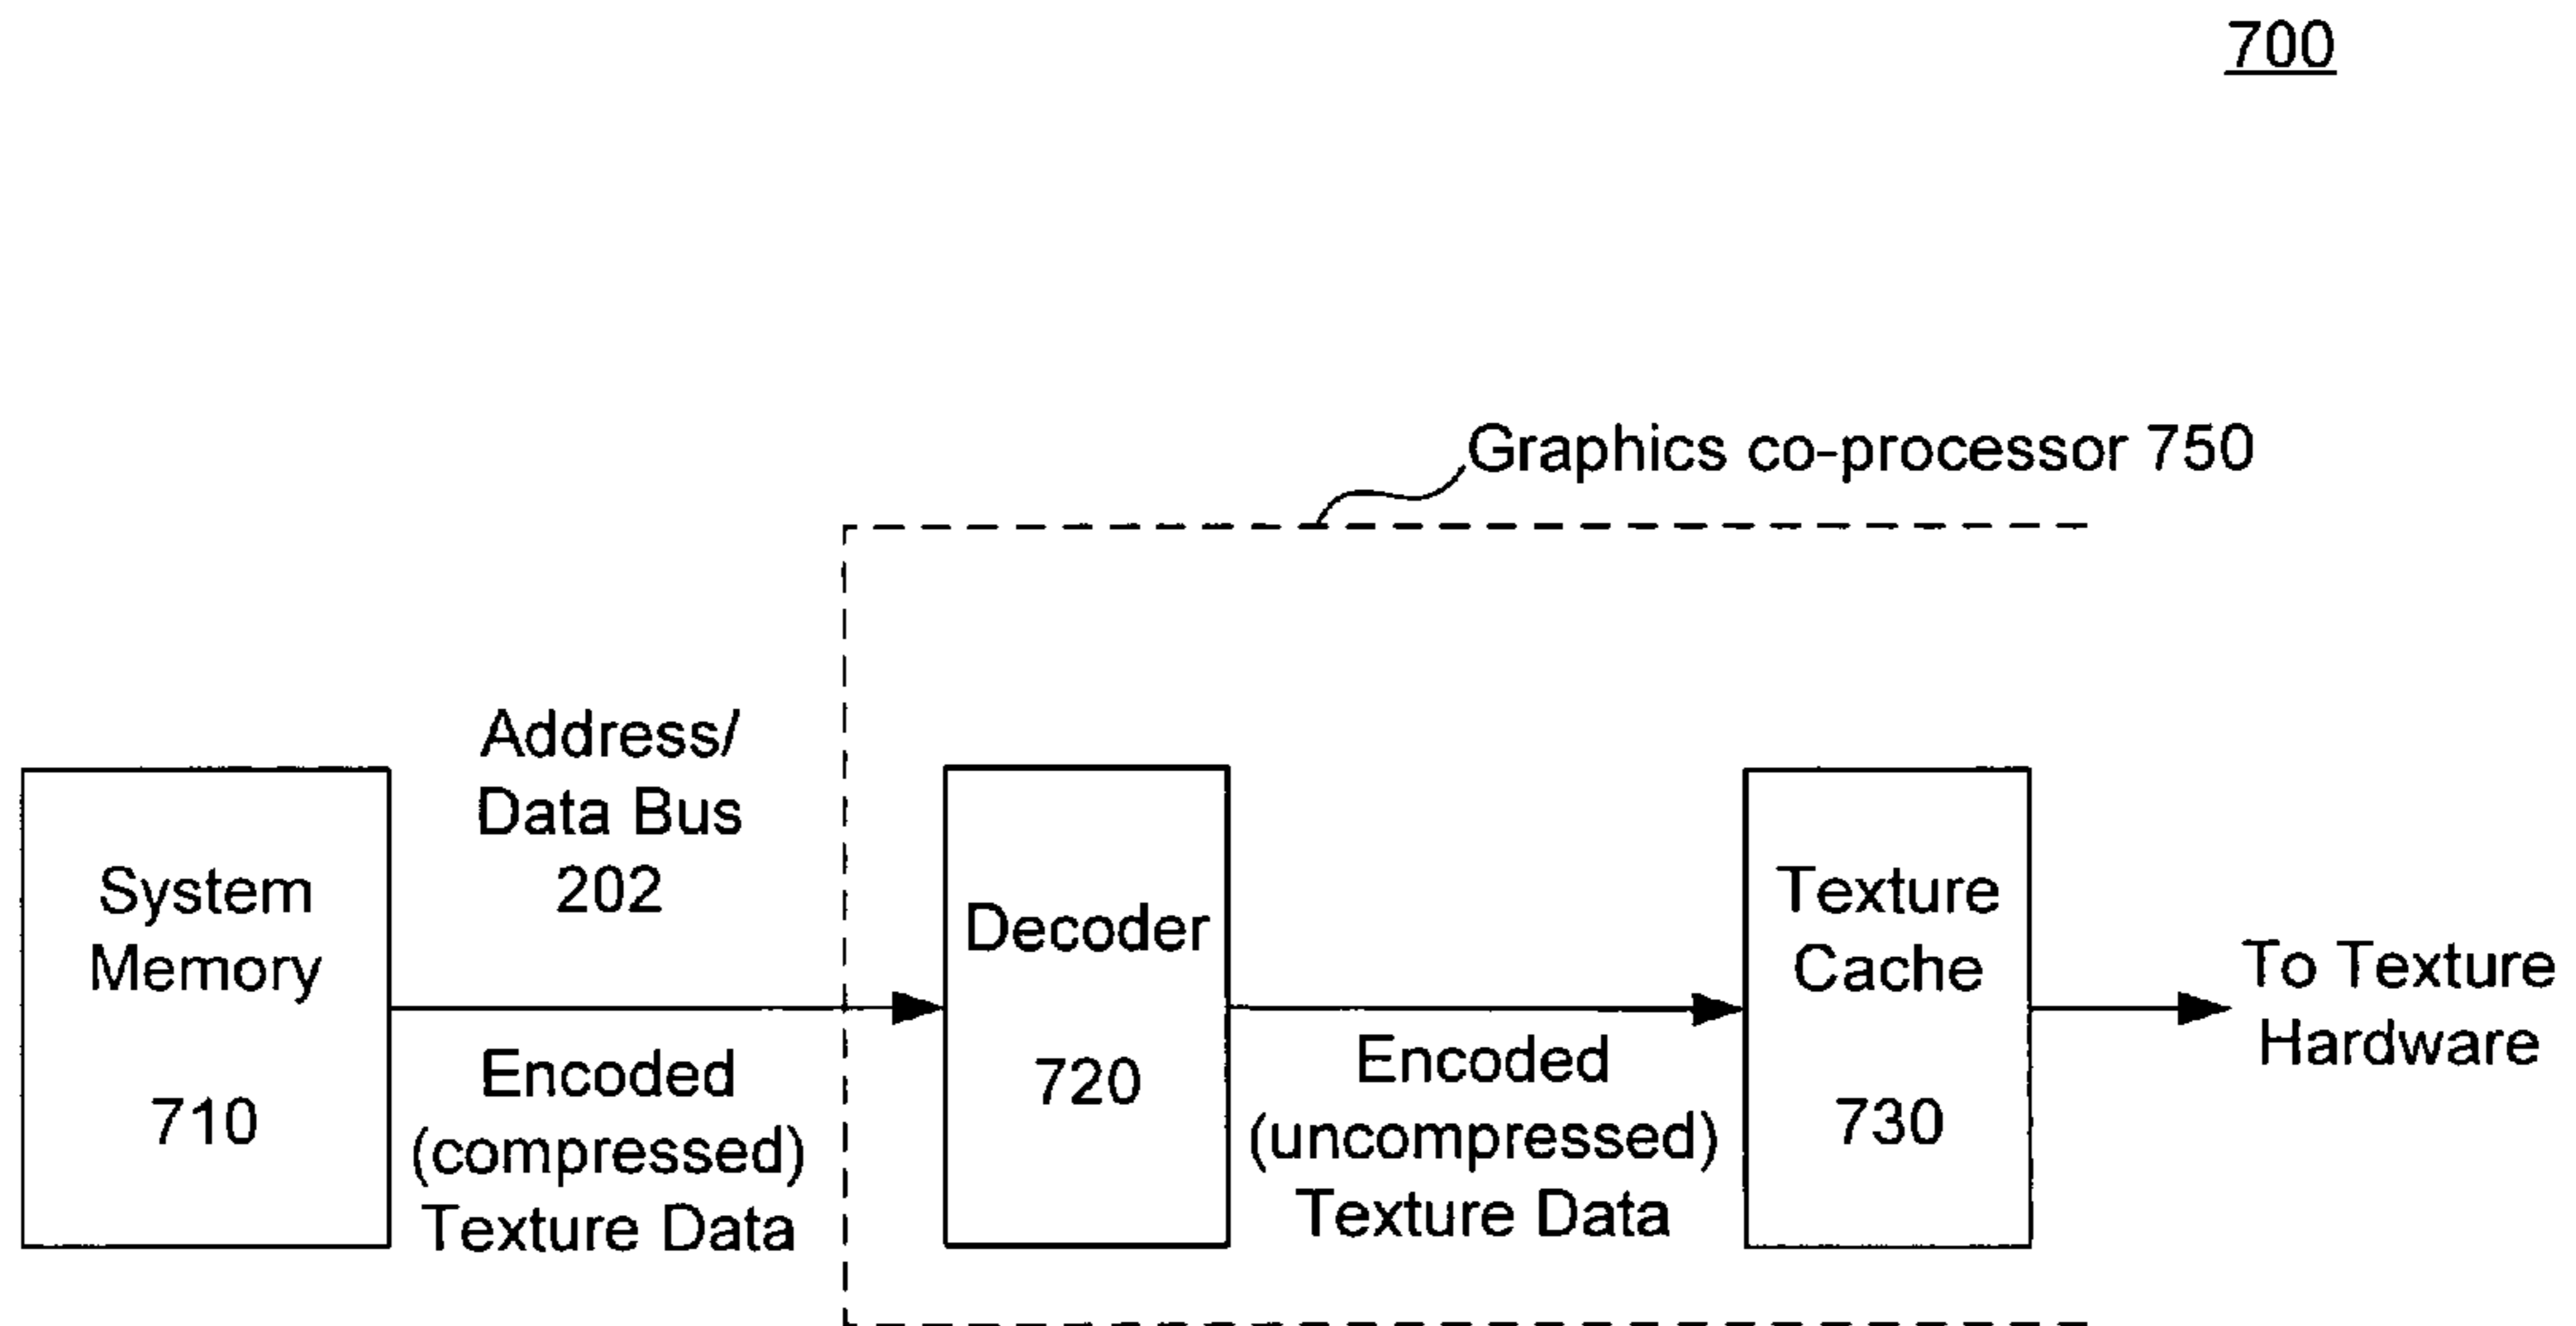 700
Graphics co-processor 750
Address/
Data Bus
202
System
Memory
710
Encoded
(compressed)
Texture Data
Decoder
720
Encoded
(uncompressed)
Texture Data
Texture
Cache
730
To Texture
Hardware